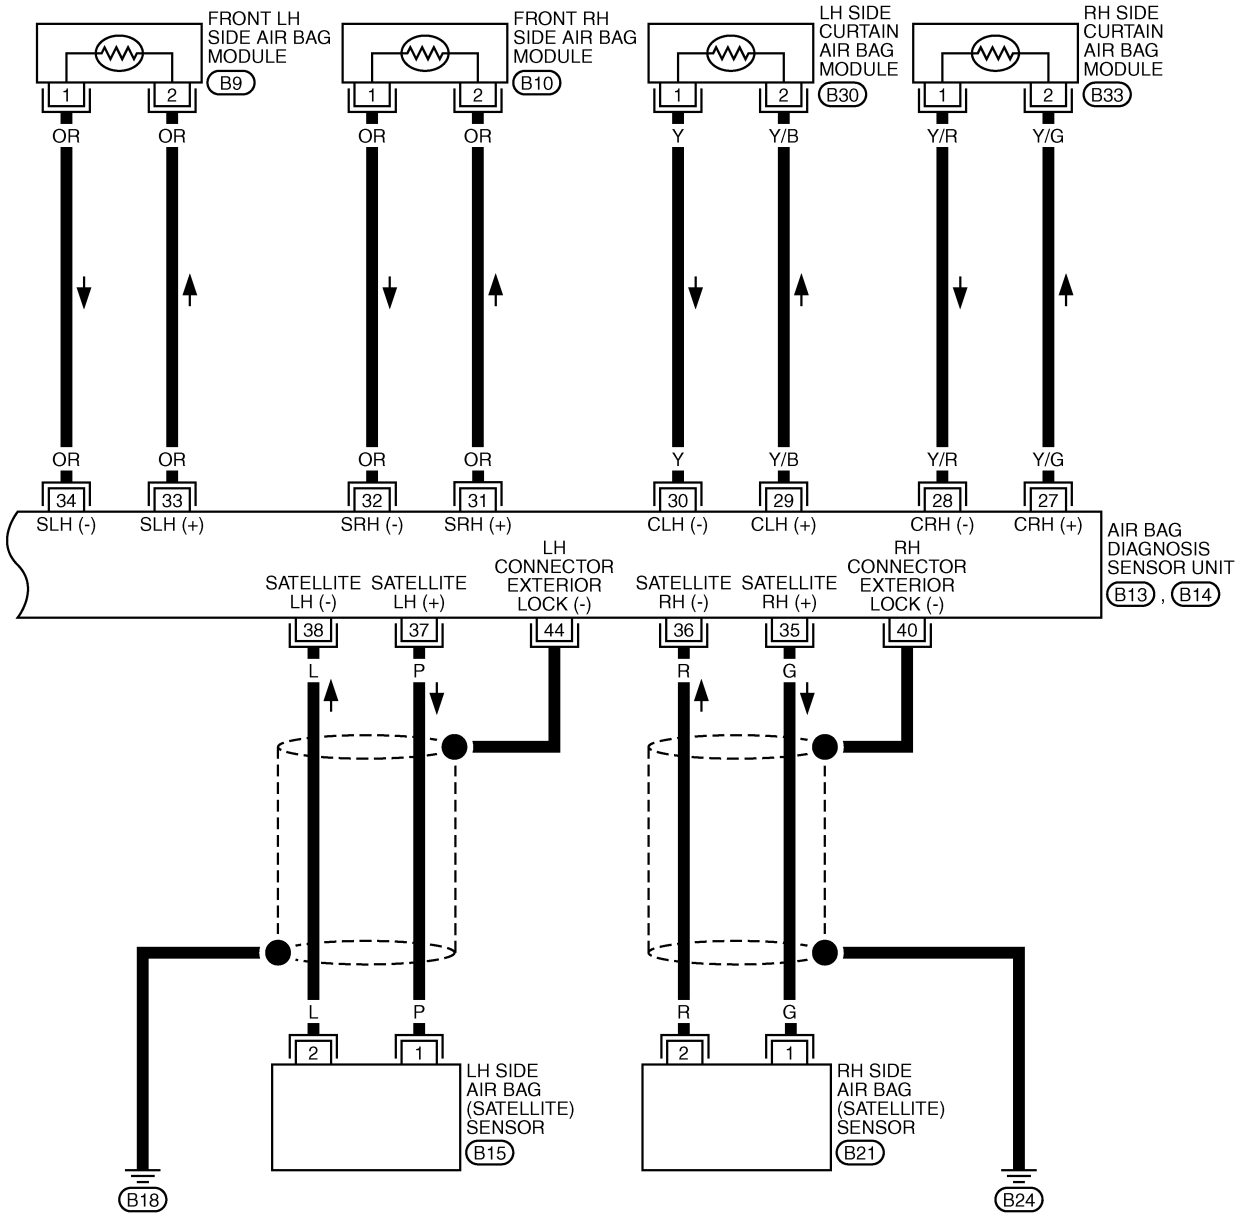 FRONT LH
SIDE AIR BAG
MODULE
B9
FRONT RH
SIDE AIR BAG
MODULE
B10
LH SIDE
CURTAIN
AIR BAG
MODULE
B30
RH SIDE
CURTAIN
AIR BAG
MODULE
B33
1 2 1 2 1 2 1 2
OR OR OR OR Y Y/B Y/R Y/G
OR OR OR OR Y Y/B Y/R Y/G
34 33 32 31 30 29 28 27
SLH (-) SLH (+) SRH (-) SRH (+) CLH (-) CLH (+) CRH (-) CRH (+)
AIR BAG
DIAGNOSIS
SENSOR UNIT
B13 , B14
SATELLITE
LH (-)
SATELLITE
LH (+)
LH
CONNECTOR
EXTERIOR
LOCK (-)
SATELLITE
RH (-)
SATELLITE
RH (+)
RH
CONNECTOR
EXTERIOR
LOCK (-)
38 37 44 36 35 40
L P R G
L P R G
2 1 2 1
LH SIDE
AIR BAG
(SATELLITE)
SENSOR
B15
RH SIDE
AIR BAG
(SATELLITE)
SENSOR
B21
B18
B24